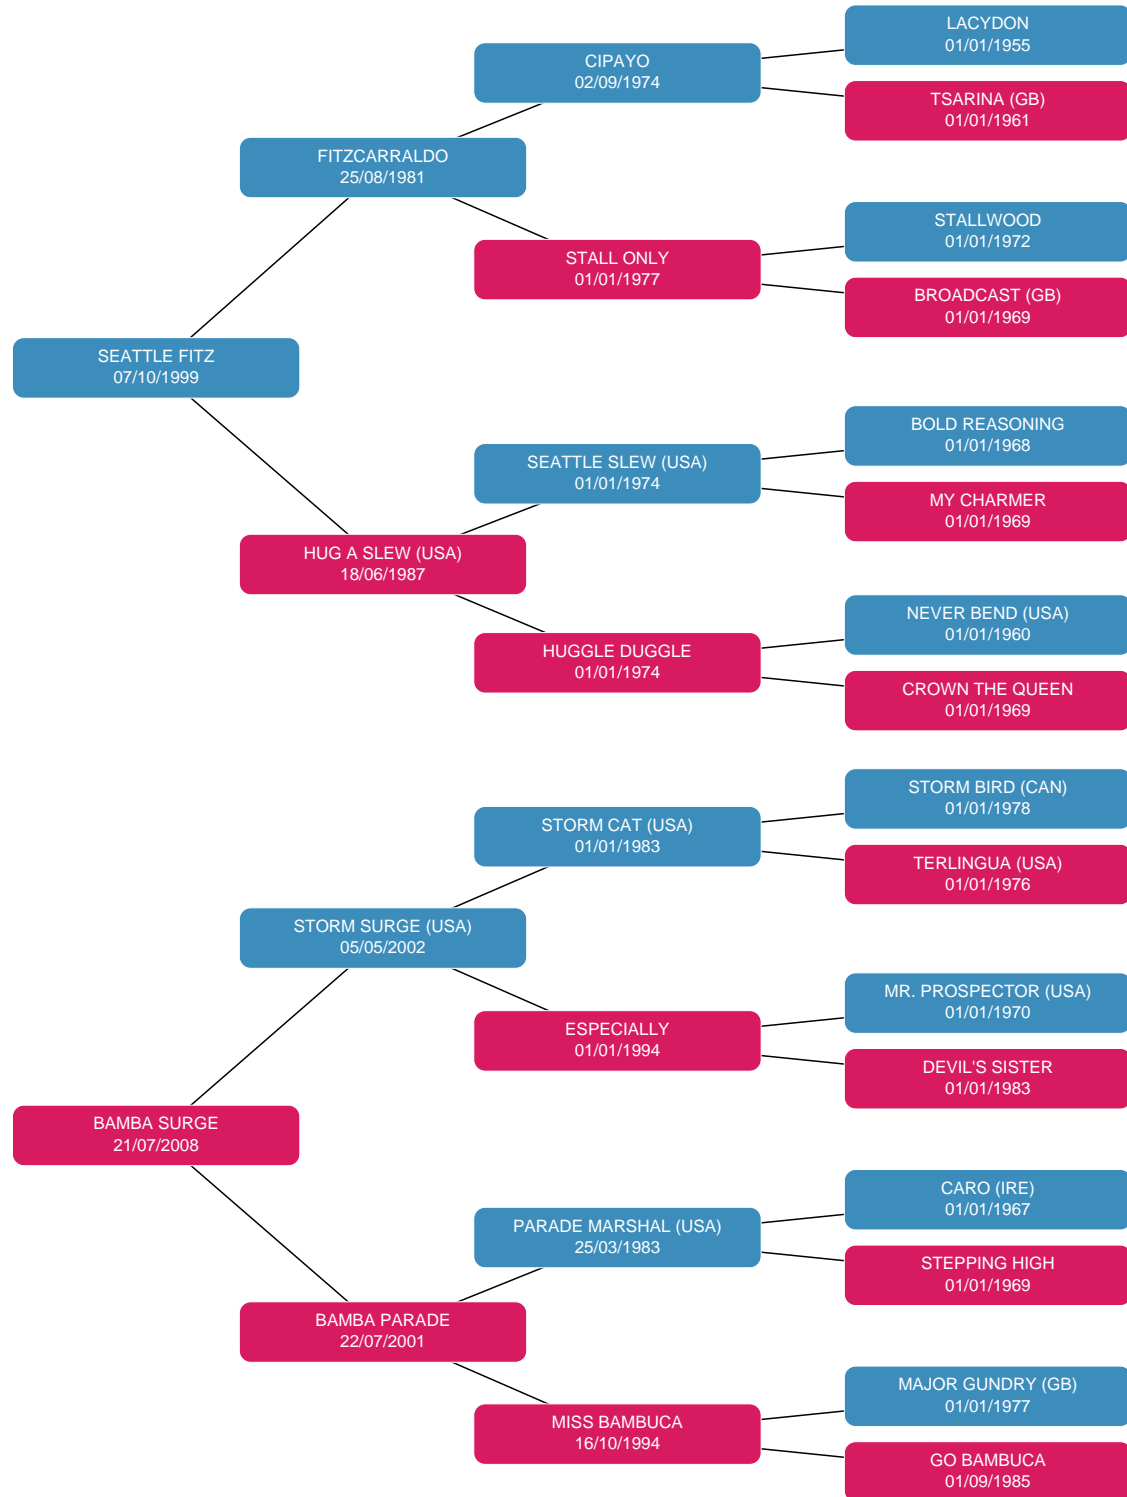 LACYDON
01/01/1955
CIPAYO
02/09/1974
TSARINA (GB)
01/01/1961
FITZCARRALDO
25/08/1981
STALLWOOD
01/01/1972
STALL ONLY
01/01/1977
BROADCAST (GB)
01/01/1969
SEATTLE FITZ
07/10/1999
BOLD REASONING
01/01/1968
SEATTLE SLEW (USA)
01/01/1974
MY CHARMER
01/01/1969
HUG A SLEW (USA)
18/06/1987
NEVER BEND (USA)
01/01/1960
HUGGLE DUGGLE
01/01/1974
CROWN THE QUEEN
01/01/1969
STORM BIRD (CAN)
01/01/1978
STORM CAT (USA)
01/01/1983
TERLINGUA (USA)
01/01/1976
STORM SURGE (USA)
05/05/2002
MR. PROSPECTOR (USA)
01/01/1970
ESPECIALLY
01/01/1994
DEVIL'S SISTER
01/01/1983
BAMBA SURGE
21/07/2008
CARO (IRE)
01/01/1967
PARADE MARSHAL (USA)
25/03/1983
STEPPING HIGH
01/01/1969
BAMBA PARADE
22/07/2001
MAJOR GUNDRY (GB)
01/01/1977
MISS BAMBUCA
16/10/1994
GO BAMBUCA
01/09/1985